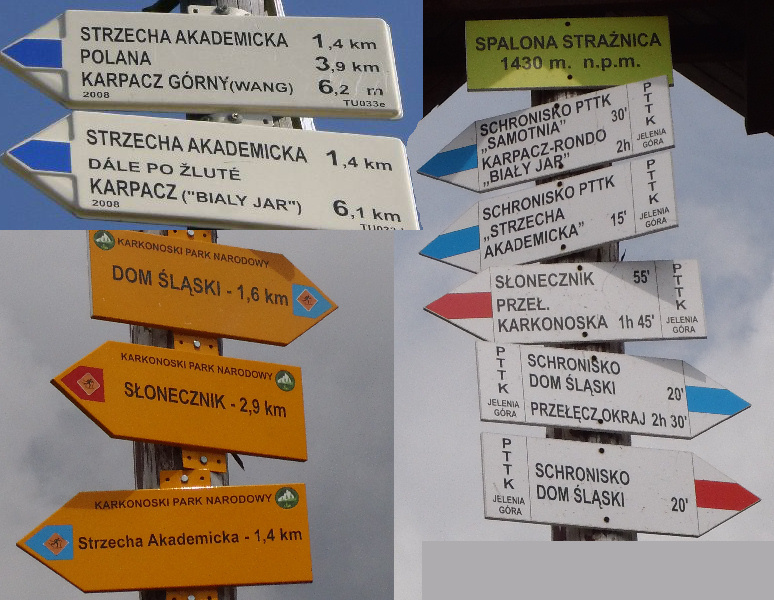 STRZECHA AKADEMICKA 1,4 km
POLANA 3,9 km
KARPACZ GÓRNY (WANG) 6,2 m
2008 TU033e
STRZECHA AKADEMICKA 1,4 km
DÁLE PO ŽLUTÉ
KARPACZ ("BIALY JAR") 6,1 km
2008
KARKONOSKI PARK NARODOWY
DOM ŚLĄSKI - 1,6 km
KARKONOSKI PARK NARODOWY
SŁONECZNIK - 2,9 km
KARKONOSKI PARK NARODOWY
Strzecha Akademicka - 1,4 km
SPALONA STRAŻNICA
1430 m. n.p.m.
SCHRONISKO PTTK
„SAMOTNIA” 30'
KARPACZ-RONDO
„BIAŁY JAR” 2h
PTTK
JELENIA
GÓRA
SCHRONISKO PTTK
„STRZECHA
AKADEMICKA” 15'
PTTK
JELENIA
GÓRA
SŁONECZNIK 55'
PRZEŁ.
KARKONOSKA 1h 45'
PTTK
JELENIA
GÓRA
PTTK
JELENIA
GÓRA
SCHRONISKO
DOM ŚLĄSKI 20'
PRZEŁĘCZ OKRAJ 2h 30'
PTTK
JELENIA
GÓRA
SCHRONISKO
DOM ŚLĄSKI 20'